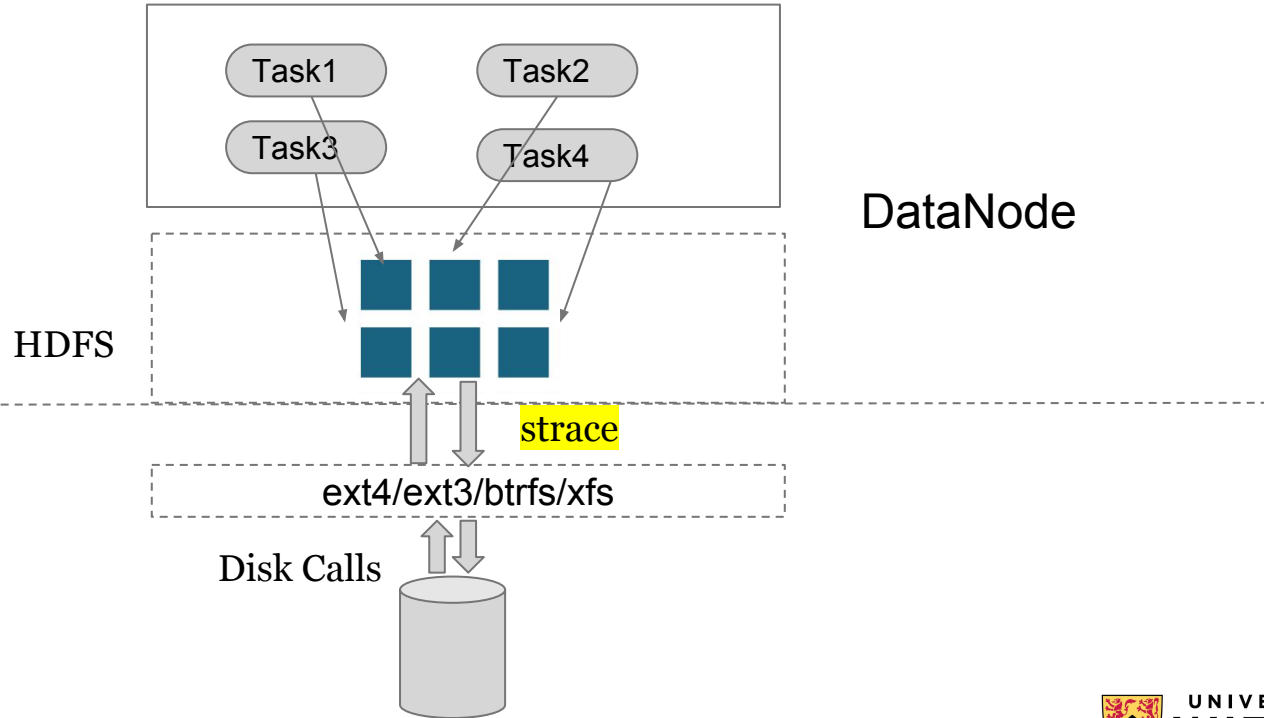 Task1
Task2
Task3
Task4
DataNode
HDFS
strace
ext4/ext3/btrfs/xfs
Disk Calls